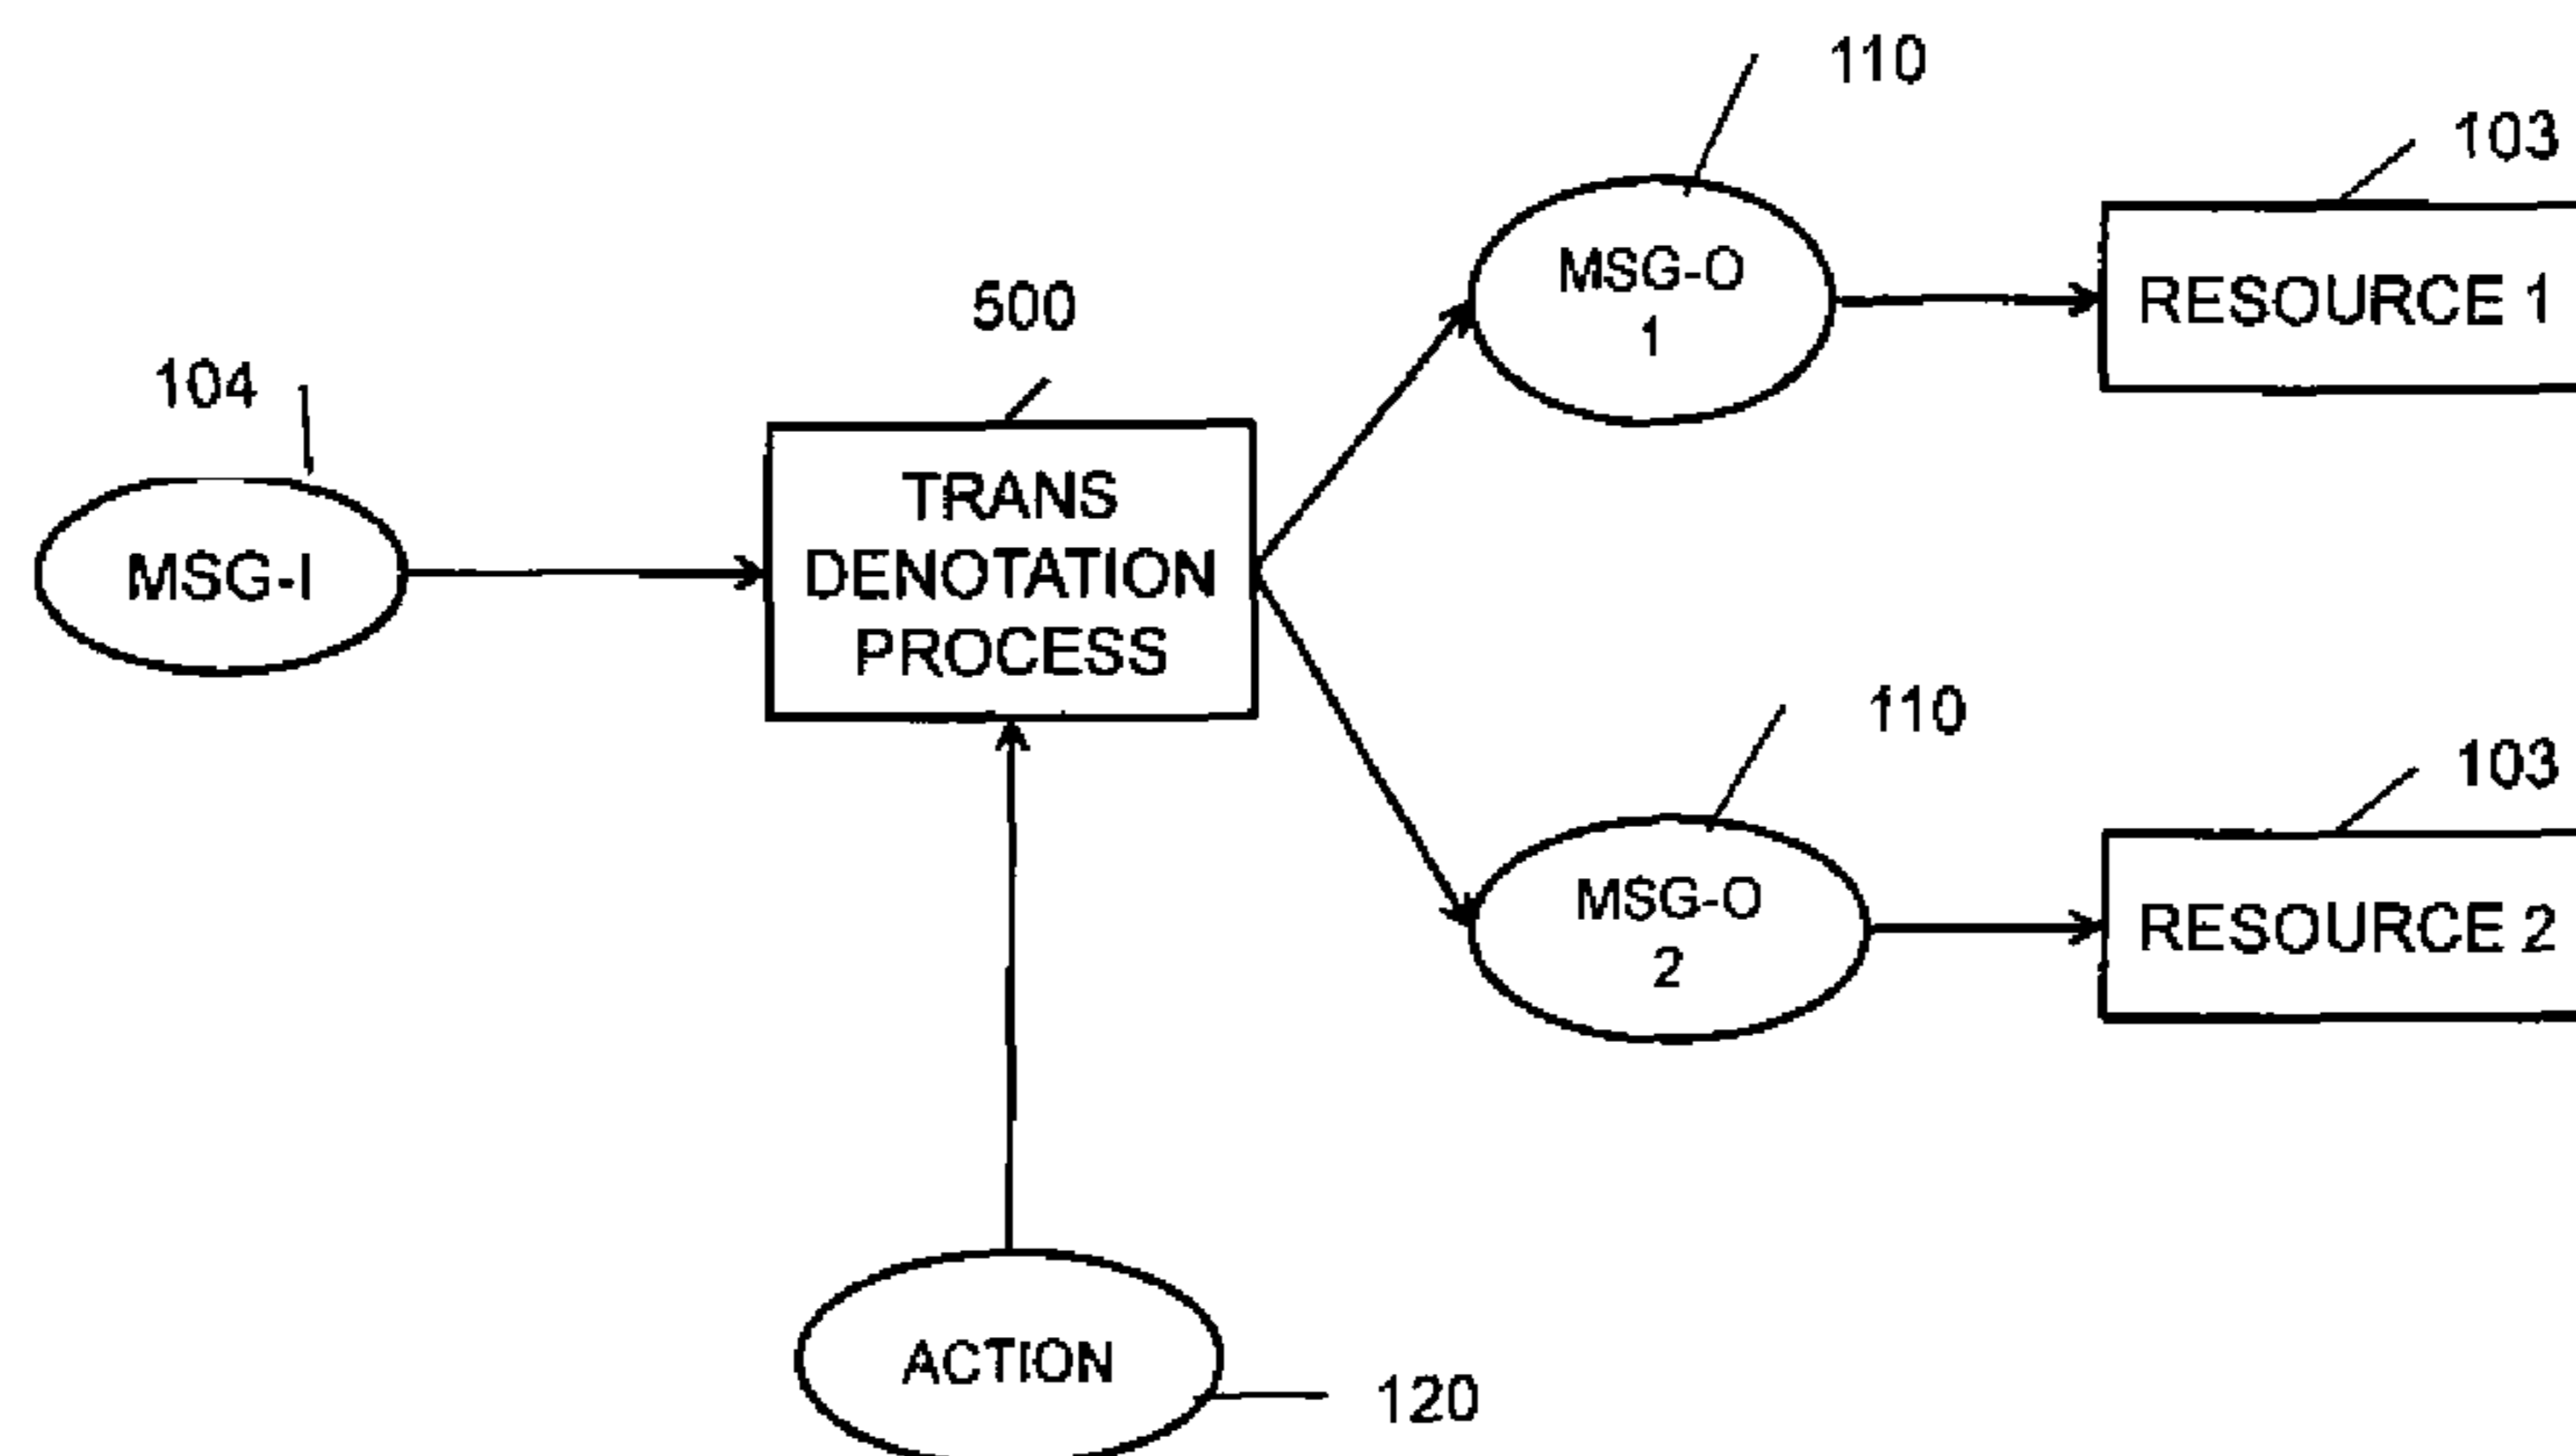 110
103
MSG-O
1
RESOURCE 1
500
104
TRANS
DENOTATION
PROCESS
MSG-I
110
103
MSG-O
2
RESOURCE 2
ACTION
120